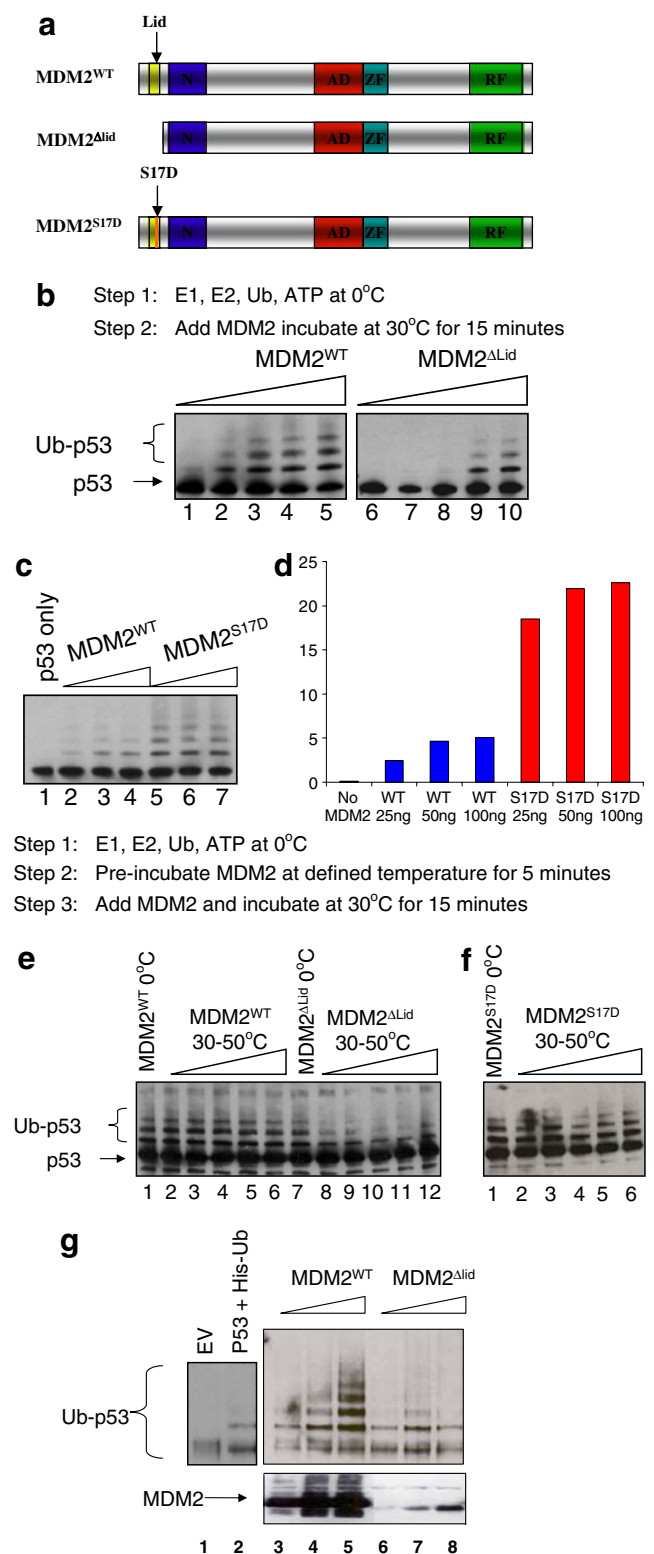 a
Lid
MDM2WT N AD ZF RF
MDM2Δlid N AD ZF RF
S17D
MDM2S17D N AD ZF RF
b
Step 1: E1, E2, Ub, ATP at 0°C
Step 2: Add MDM2 incubate at 30°C for 15 minutes
MDM2WT MDM2ΔLid
Ub-p53
p53
1 2 3 4 5 6 7 8 9 10
c
p53 only
MDM2WT
MDM2S17D
1 2 3 4 5 6 7
d
25
20
15
10
5
0
No MDM2
WT 25ng
WT 50ng
WT 100ng
S17D 25ng
S17D 50ng
S17D 100ng
Step 1: E1, E2, Ub, ATP at 0°C
Step 2: Pre-incubate MDM2 at defined temperature for 5 minutes
Step 3: Add MDM2 and incubate at 30°C for 15 minutes
e
MDM2WT 0°C
MDM2WT
30-50°C
MDM2ΔLid 0°C
MDM2ΔLid
30-50°C
Ub-p53
p53
1 2 3 4 5 6 7 8 9 10 11 12
f
MDM2S17D 0°C
MDM2S17D
30-50°C
1 2 3 4 5 6
g
EV
P53 + His-Ub
MDM2WT
MDM2Δlid
Ub-p53
MDM2
1 2 3 4 5 6 7 8